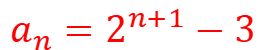 aₙ = 2ⁿ⁺¹ − 3